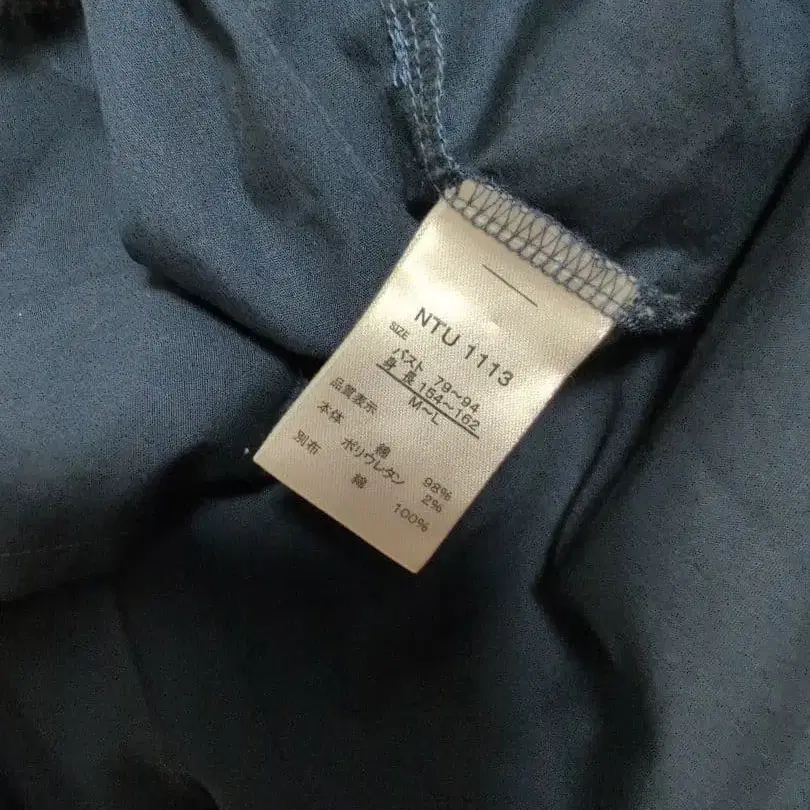 NTU 1113
SIZE
バスト 79～94
身長 154～162
M～L
品質表示
本体 綿 98%
ポリウレタン 2%
別布 綿 100%